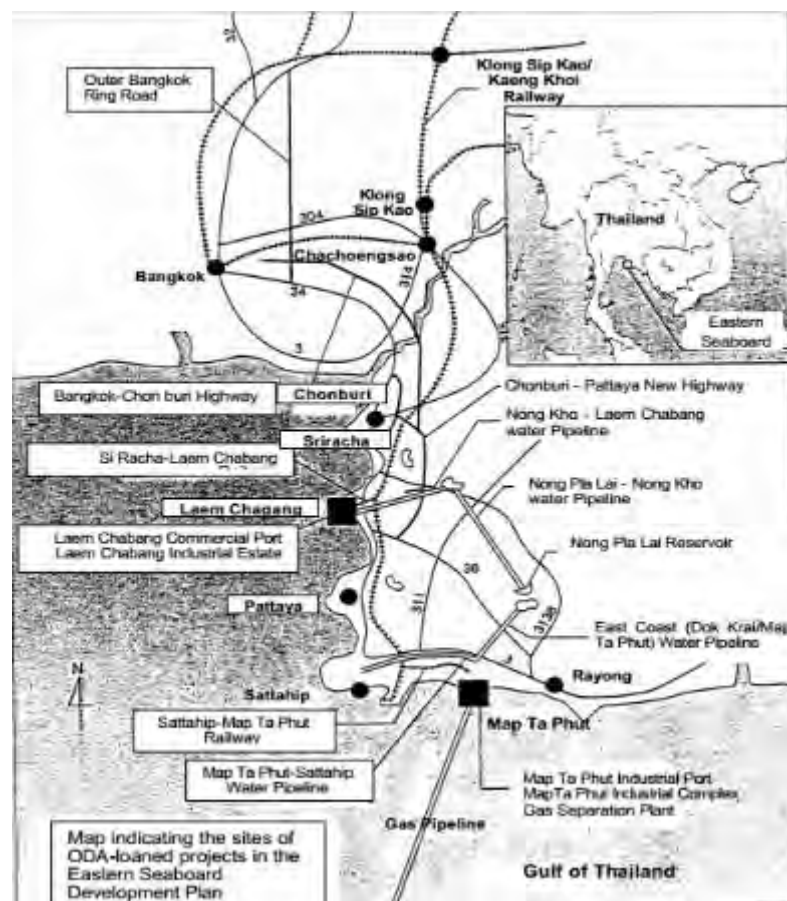 32
Outer Bangkok
Ring Road
Klong Sip Kao/
Kaeng Khoi
Railway
Klong
Sip Kao
Thailand
304
Chachoengsao
Bangkok
314
34
Eastern
Seaboard
3
Bangkok-Chon buri Highway
Chonburi
Chonburi - Pattaya New Highway
Nong Kho - Laem Chabang
water Pipeline
Sriracha
Si Racha-Laem Chabang
Nong Pla Lai - Nong Kho
water Pipeline
Laem Chagang
Laem Chabang Commercial Port
Laem Chabang Industrial Estate
Nong Pla Lai Reservoir
36
311
3138
Pattaya
East Coast (Dok Krai/Map
Ta Phut) Water Pipeline
N
Rayong
Sattahip
Sattahip-Map Ta Phut
Railway
Map Ta Phut
Map Ta Phut-Sattahip
Water Pipeline
Map Ta Phut Industrial Port
MapTa Phut Industrial Complex
Gas Separation Plant
Gas Pipeline
Map indicating the sites of
ODA-loaned projects in the
Eastern Seaboard
Development Plan
Gulf of Thailand